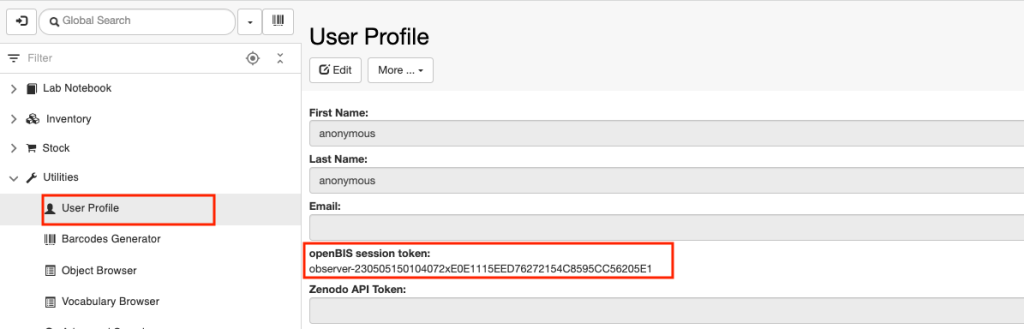 Global Search
Filter
Lab Notebook
Inventory
Stock
Utilities
User Profile
Barcodes Generator
Object Browser
Vocabulary Browser
User Profile
Edit
More ...
First Name:
anonymous
Last Name:
anonymous
Email:
openBIS session token:
observer-230505150104072xE0E1115EED76272154C8595CC56205E1
Zenodo API Token: